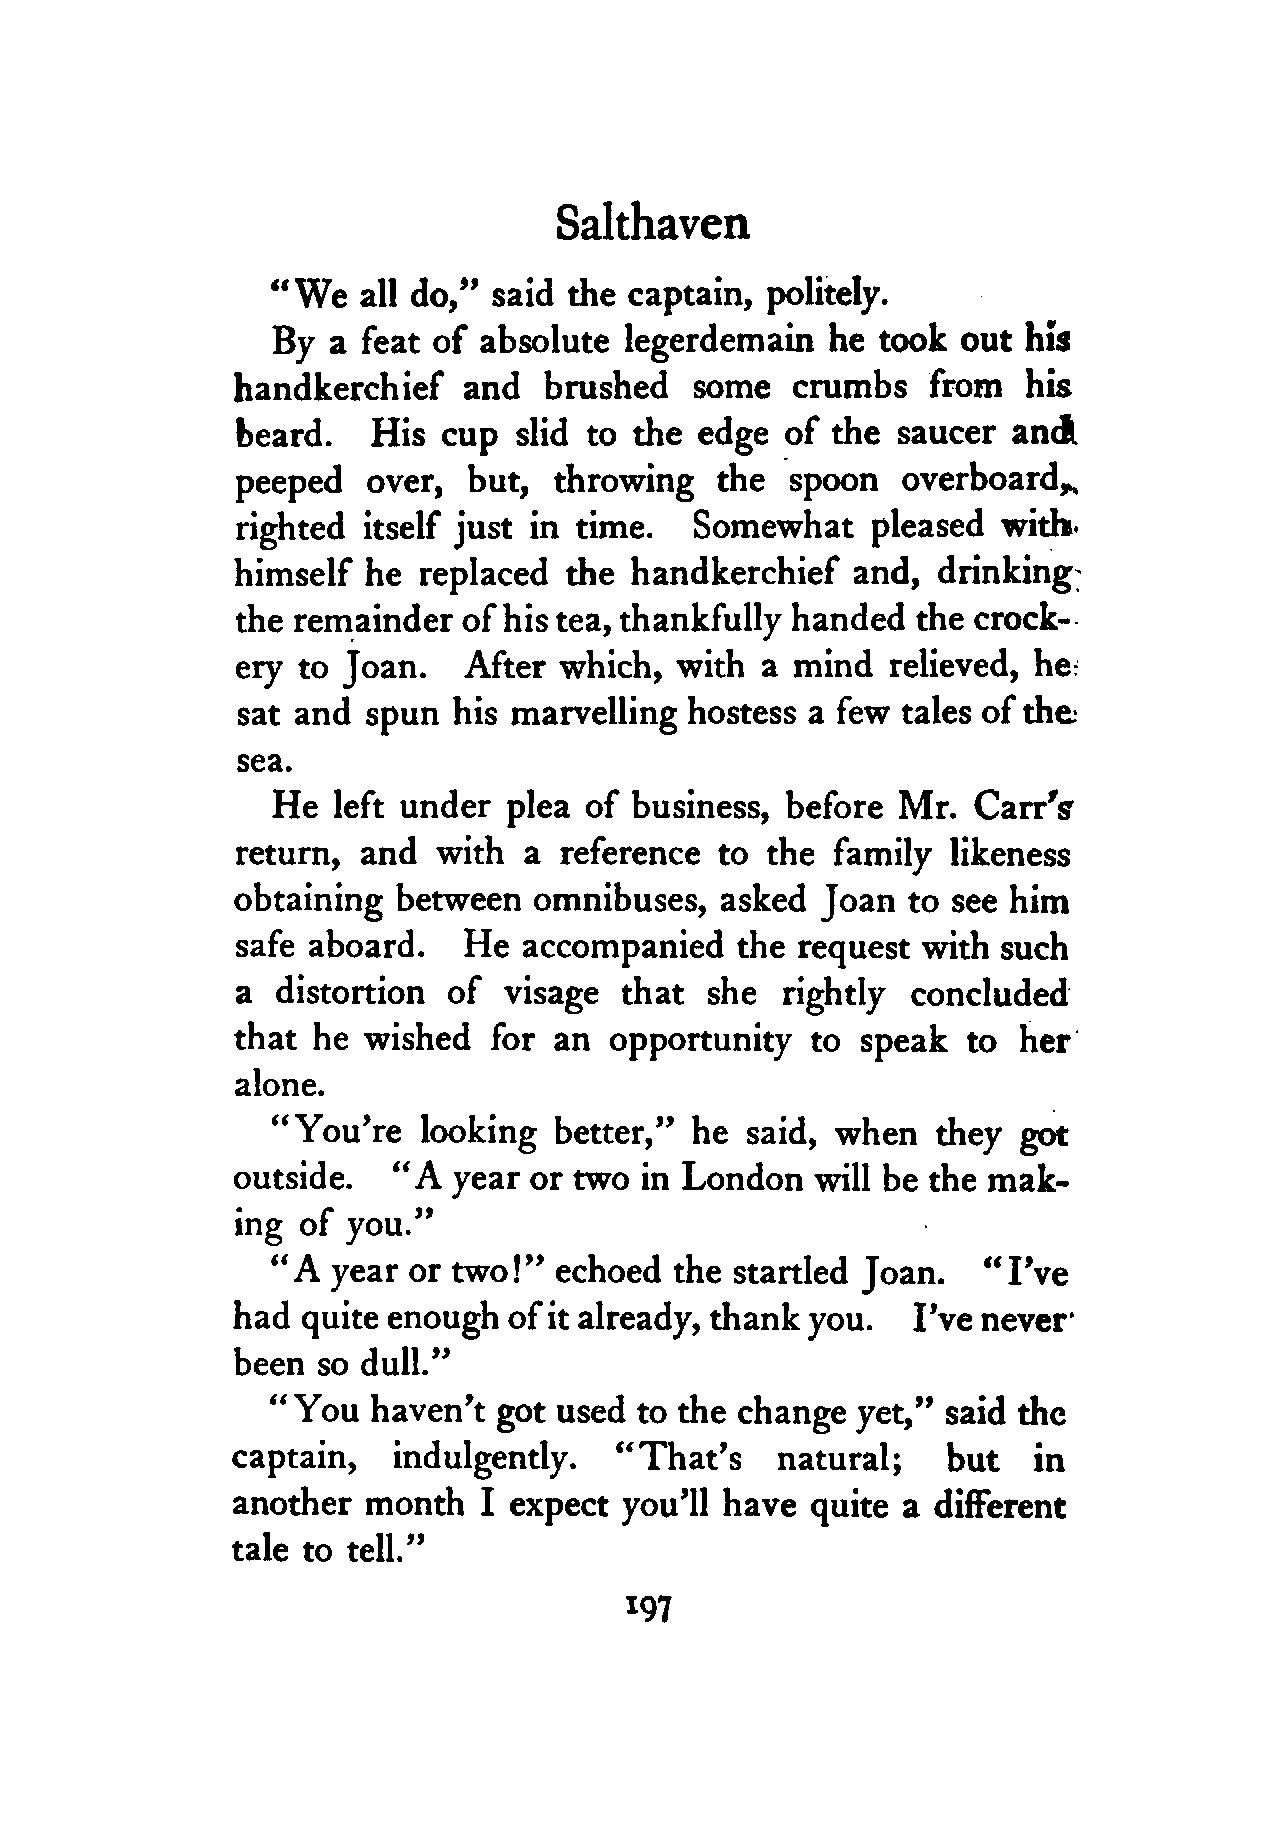 Salthaven
“We all do,” said the captain, politely.
By a feat of absolute legerdemain he took out his
handkerchief and brushed some crumbs from his
beard. His cup slid to the edge of the saucer and
peeped over, but, throwing the spoon overboard,
righted itself just in time. Somewhat pleased with
himself he replaced the handkerchief and, drinking
the remainder of his tea, thankfully handed the crock-
ery to Joan. After which, with a mind relieved, he
sat and spun his marvelling hostess a few tales of the
sea.
He left under plea of business, before Mr. Carr's
return, and with a reference to the family likeness
obtaining between omnibuses, asked Joan to see him
safe aboard. He accompanied the request with such
a distortion of visage that she rightly concluded
that he wished for an opportunity to speak to her
alone.
“You're looking better,” he said, when they got
outside. “A year or two in London will be the mak-
ing of you.”
“A year or two!” echoed the startled Joan. “I've
had quite enough of it already, thank you. I've never
been so dull.”
“You haven't got used to the change yet,” said the
captain, indulgently. “That's natural; but in
another month I expect you'll have quite a different
tale to tell.”
197